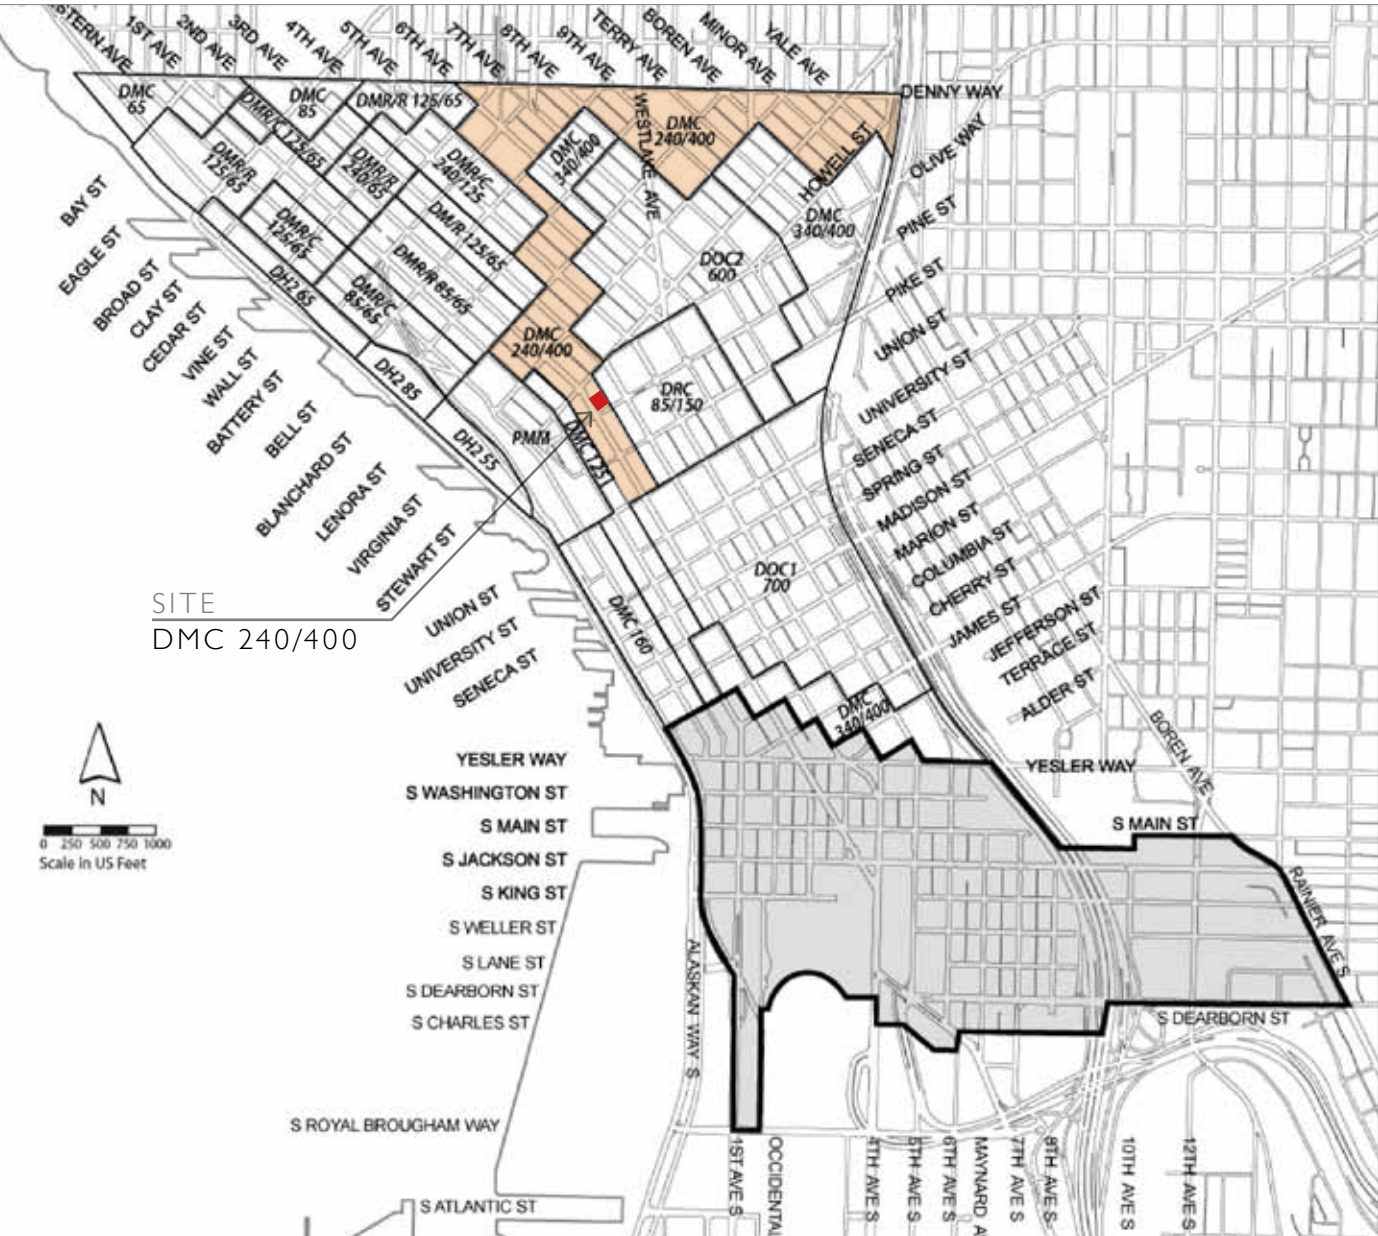 WESTERN AVE
1ST AVE
2ND AVE
3RD AVE
4TH AVE
5TH AVE
6TH AVE
7TH AVE
8TH AVE
9TH AVE
TERRY AVE
BOREN AVE
MINOR AVE
YALE AVE
DENNY WAY
OLIVE WAY
HOWELL ST
WESTLAKE AVE
PINE ST
PIKE ST
UNION ST
UNIVERSITY ST
SENECA ST
SPRING ST
MADISON ST
MARION ST
COLUMBIA ST
CHERRY ST
JAMES ST
JEFFERSON ST
TERRACE ST
ALDER ST
BOREN AVE
YESLER WAY
S MAIN ST
RAINIER AVE S
S DEARBORN ST
DMC
65
DMR/C 125/65
DMC
85
DMR/R 125/65
DMR/R
125/65
DMR/R
240/65
DMR/C
240/125
DMC
340/400
DMC
240/400
DMC
340/400
DMR/C
125/65
DMR/R 125/65
DMR/R 85/65
DMR/C
85/65
DOC2
600
DH2 65
DH2 85
DH2 55
DMC
240/400
DRC
85/150
PMM
DMC 125
DOC1
700
DMC 160
DMC
340/400
BAY ST
EAGLE ST
BROAD ST
CLAY ST
CEDAR ST
VINE ST
WALL ST
BATTERY ST
BELL ST
BLANCHARD ST
LENORA ST
VIRGINIA ST
STEWART ST
UNION ST
UNIVERSITY ST
SENECA ST
SITE
DMC 240/400
N
0 250 500 750 1000
Scale in US Feet
YESLER WAY
S WASHINGTON ST
S MAIN ST
S JACKSON ST
S KING ST
S WELLER ST
S LANE ST
S DEARBORN ST
S CHARLES ST
S ROYAL BROUGHAM WAY
S ATLANTIC ST
ALASKAN WAY S
1ST AVE S
OCCIDENTAL
4TH AVE S
5TH AVE S
6TH AVE S
MAYNARD A
7TH AVE S
8TH AVE S
10TH AVE S
12TH AVE S